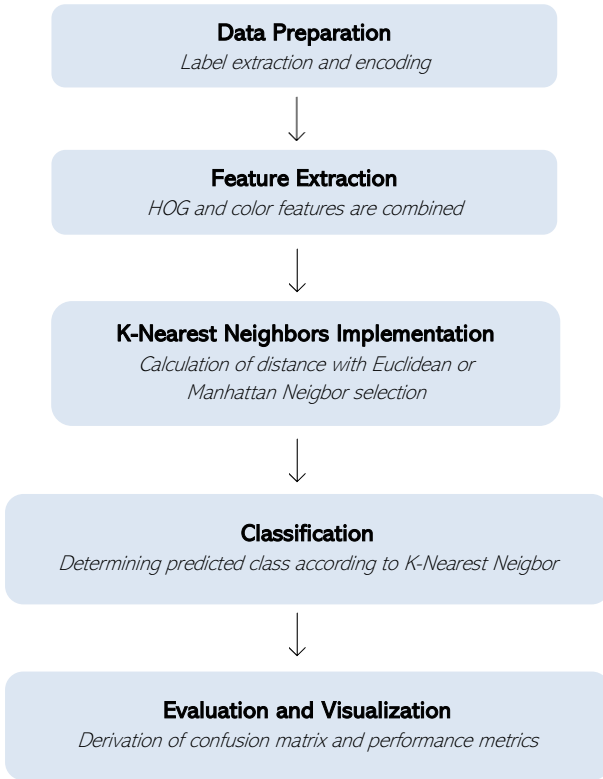 Data Preparation
Label extraction and encoding
Feature Extraction
HOG and color features are combined
K-Nearest Neighbors Implementation
Calculation of distance with Euclidean or
Manhattan Neigbor selection
Classification
Determining predicted class according to K-Nearest Neigbor
Evaluation and Visualization
Derivation of confusion matrix and performance metrics